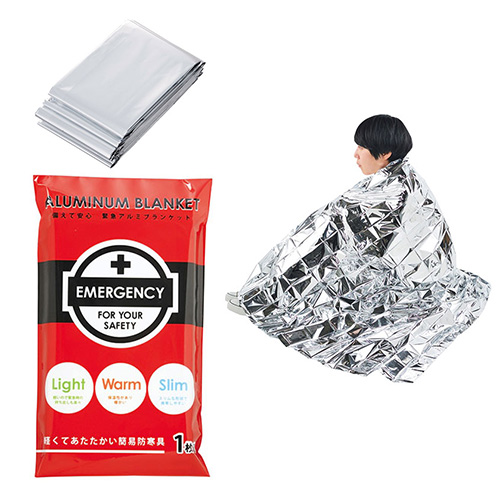 ALUMINUM BLANKET
備えて安心 緊急アルミブランケット
EMERGENCY
FOR YOUR
SAFETY
Light
Warm
Slim
軽くてあたたかい簡易防寒具
1枚